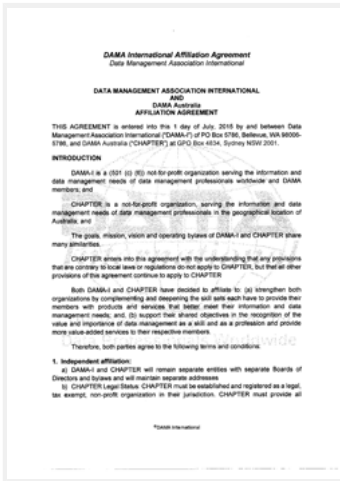 DAMA International Affiliation Agreement
Data Management Association International
DATA MANAGEMENT ASSOCIATION INTERNATIONAL
AND
DAMA Australia
AFFILIATION AGREEMENT
THIS AGREEMENT is entered into this 1 day of July, 2018 by and between Data
Management Association International ("DAMA-I") of PO Box 5786, Bellevue, WA 98006-
5786, and DAMA Australia ("CHAPTER") at GPO Box 4834, Sydney NSW 2001.
INTRODUCTION
DAMA-I is a (501 (c) (6)) not-for-profit organization serving the information and
data management needs of data management professionals worldwide and DAMA
members; and
CHAPTER is a not-for-profit organization, serving the information and data
management needs of data management professionals in the geographical location of
Australia; and
The goals, mission, vision and operating bylaws of DAMA-I and CHAPTER share
many similarities.
CHAPTER enters into this agreement with the understanding that any provisions
that are contrary to local laws or regulations do not apply to CHAPTER, but that all other
provisions of this agreement continue to apply to CHAPTER
Both DAMA-I and CHAPTER have decided to affiliate to: (a) strengthen both
organizations by complementing and deepening the skill sets each have to provide their
members with products and services that better meet their information and data
management needs; and, (b) support their shared objectives in the recognition of the
value and importance of data management as a skill and as a profession and provide
more value-added services to their respective members.
Data Professionals Worldwide
Therefore, both parties agree to the following terms and conditions:
1. Independent affiliation:
a) DAMA-I and CHAPTER will remain separate entities with separate Boards of
Directors and bylaws and will maintain separate addresses
b) CHAPTER Legal Status: CHAPTER must be established and registered as a legal,
tax exempt, non-profit organization in their jurisdiction. CHAPTER must provide all
DAMA International